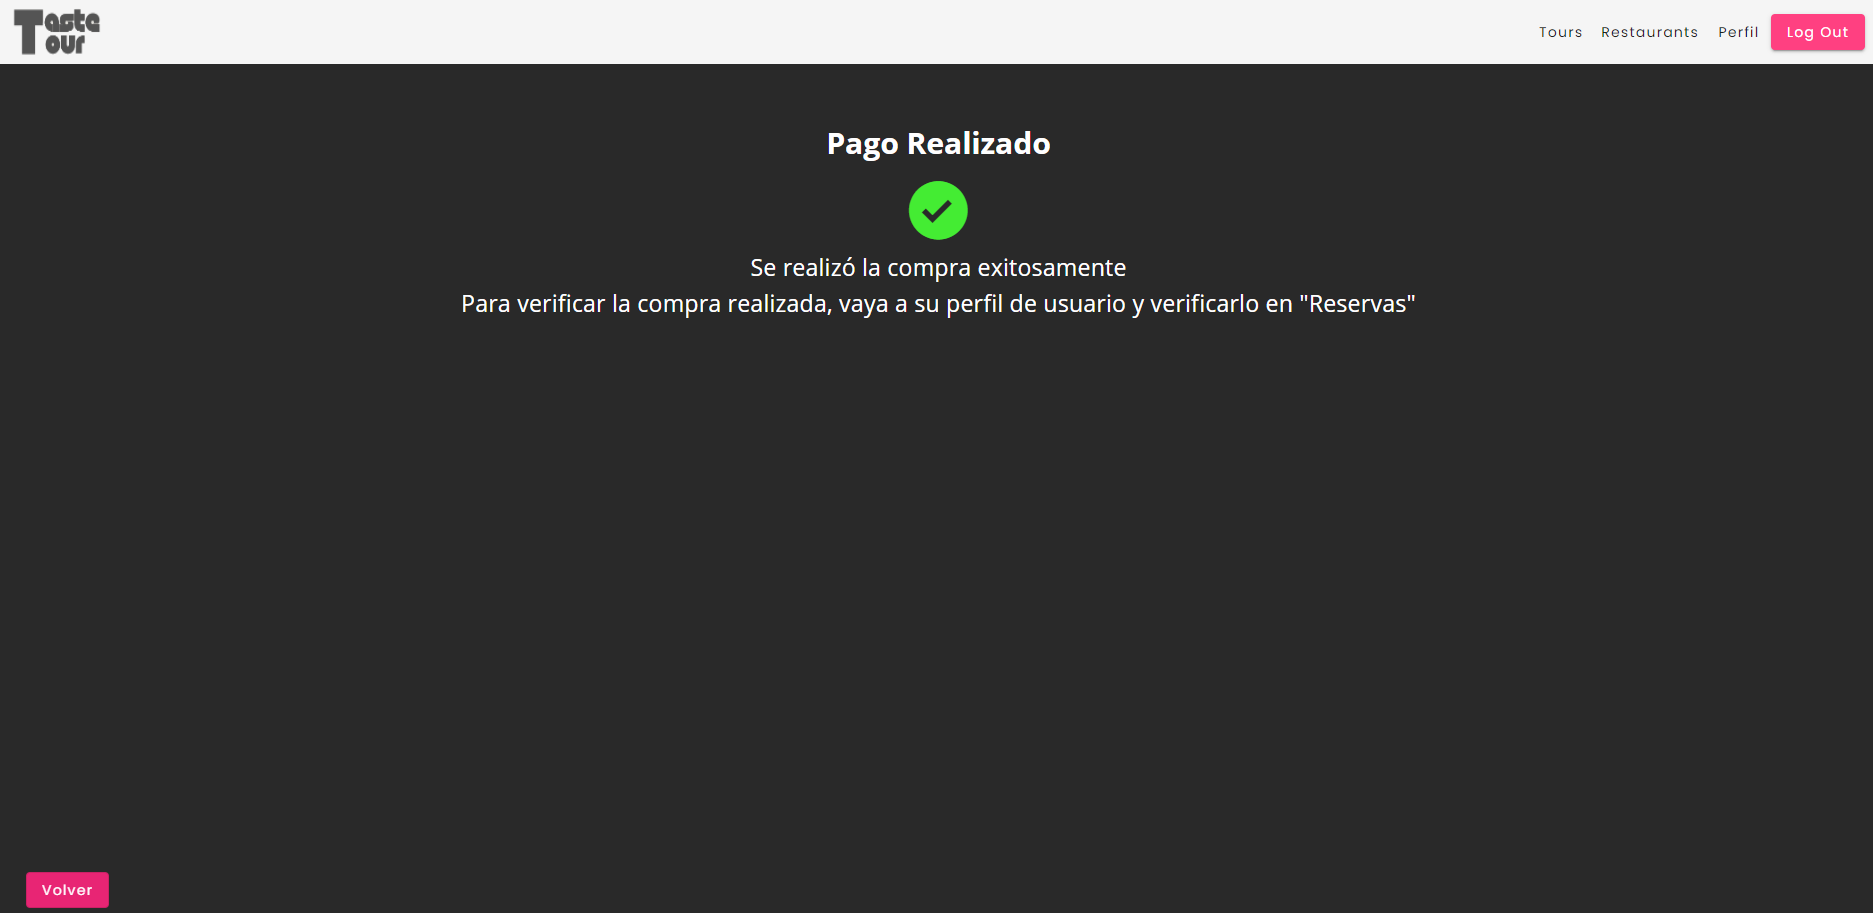 Taste
Tour
Tours Restaurants Perfil Log Out
Pago Realizado
Se realizó la compra exitosamente
Para verificar la compra realizada, vaya a su perfil de usuario y verificarlo en "Reservas"
Volver